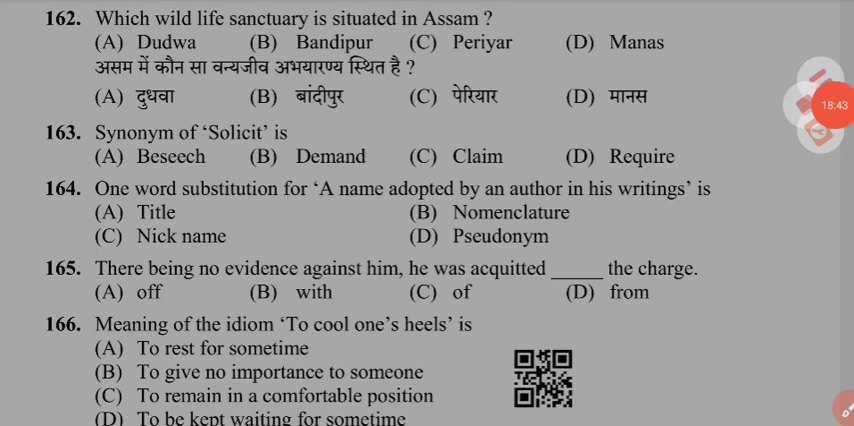 162. Which wild life sanctuary is situated in Assam ?
(A) Dudwa (B) Bandipur (C) Periyar (D) Manas
असम में कौन सा वन्यजीव अभयारण्य स्थित है ?
(A) दुधवा (B) बांदीपुर (C) पेरियार (D) मानस
18:43
163. Synonym of ‘Solicit’ is
(A) Beseech (B) Demand (C) Claim (D) Require
164. One word substitution for ‘A name adopted by an author in his writings’ is
(A) Title (B) Nomenclature
(C) Nick name (D) Pseudonym
165. There being no evidence against him, he was acquitted _____ the charge.
(A) off (B) with (C) of (D) from
166. Meaning of the idiom ‘To cool one’s heels’ is
(A) To rest for sometime
(B) To give no importance to someone
(C) To remain in a comfortable position
(D) To be kept waiting for sometime